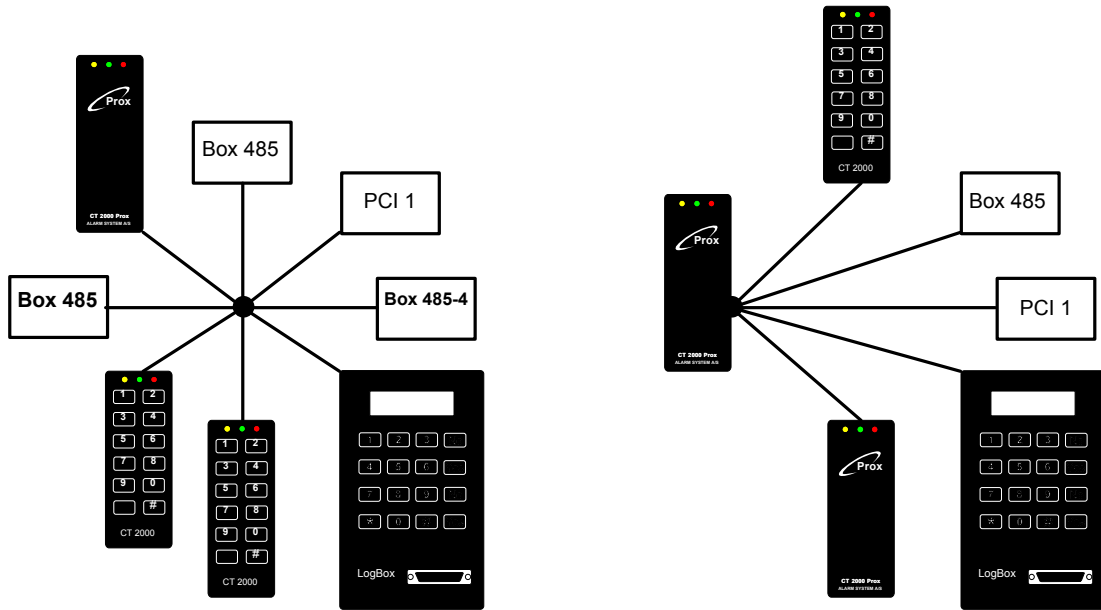 Prox
CT 2000 Prox
ALARM SYSTEM A/S
Box 485
PCI 1
Box 485
Box 485-4
1 2
3 4
5 6
7 8
9 0
#
CT 2000
1 2
3 4
5 6
7 8
9 0
#
CT 2000
1 2 3
4 5 6
7 8 9
* 0 #
LogBox
1 2
3 4
5 6
7 8
9 0
#
CT 2000
Prox
CT 2000 Prox
ALARM SYSTEM A/S
Box 485
PCI 1
Prox
CT 2000 Prox
ALARM SYSTEM A/S
1 2 3
4 5 6
7 8 9
* 0 #
LogBox